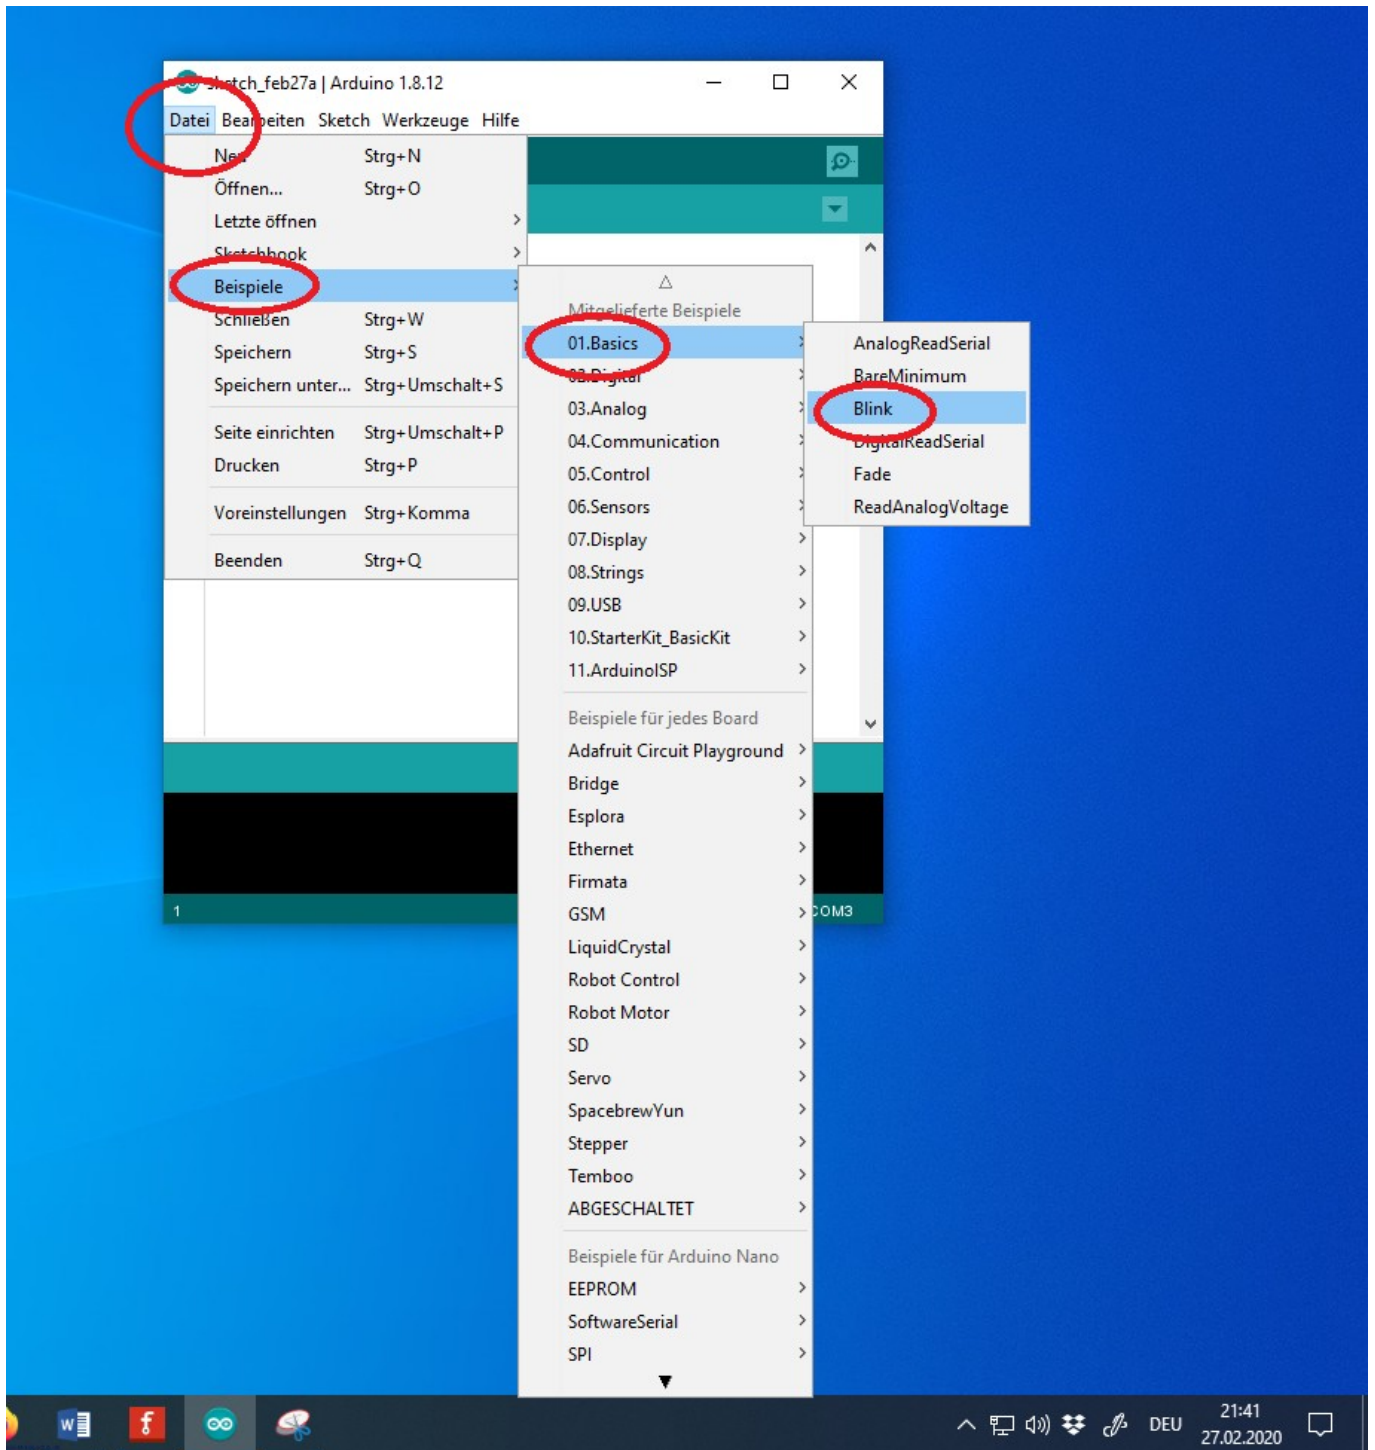 sketch_feb27a | Arduino 1.8.12
Datei Bearbeiten Sketch Werkzeuge Hilfe
Neu Strg+N
Öffnen... Strg+O
Letzte öffnen
Sketchbook
Beispiele
Schließen Strg+W
Speichern Strg+S
Speichern unter... Strg+Umschalt+S
Seite einrichten Strg+Umschalt+P
Drucken Strg+P
Voreinstellungen Strg+Komma
Beenden Strg+Q
Mitgelieferte Beispiele
01.Basics
02.Digital
03.Analog
04.Communication
05.Control
06.Sensors
07.Display
08.Strings
09.USB
10.StarterKit_BasicKit
11.ArduinoISP
Beispiele für jedes Board
Adafruit Circuit Playground
Bridge
Esplora
Ethernet
Firmata
GSM
LiquidCrystal
Robot Control
Robot Motor
SD
Servo
SpacebrewYun
Stepper
Temboo
ABGESCHALTET
Beispiele für Arduino Nano
EEPROM
SoftwareSerial
SPI
AnalogReadSerial
BareMinimum
Blink
DigitalReadSerial
Fade
ReadAnalogVoltage
1
COM3
DEU
21:41
27.02.2020